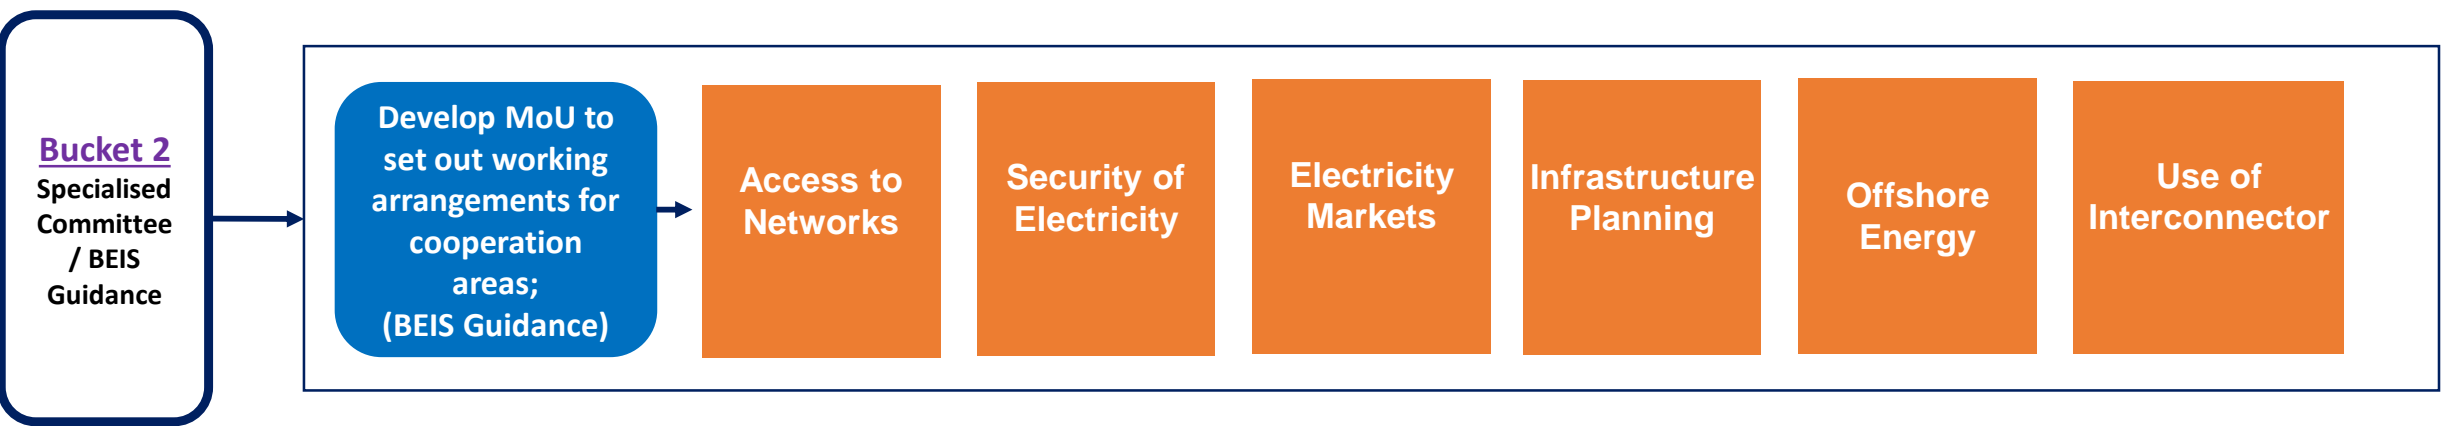 Bucket 2
Specialised
Committee
/ BEIS
Guidance
Develop MoU to
set out working
arrangements for
cooperation
areas;
(BEIS Guidance)
Access to
Networks
Security of
Electricity
Electricity
Markets
Infrastructure
Planning
Offshore
Energy
Use of
Interconnector